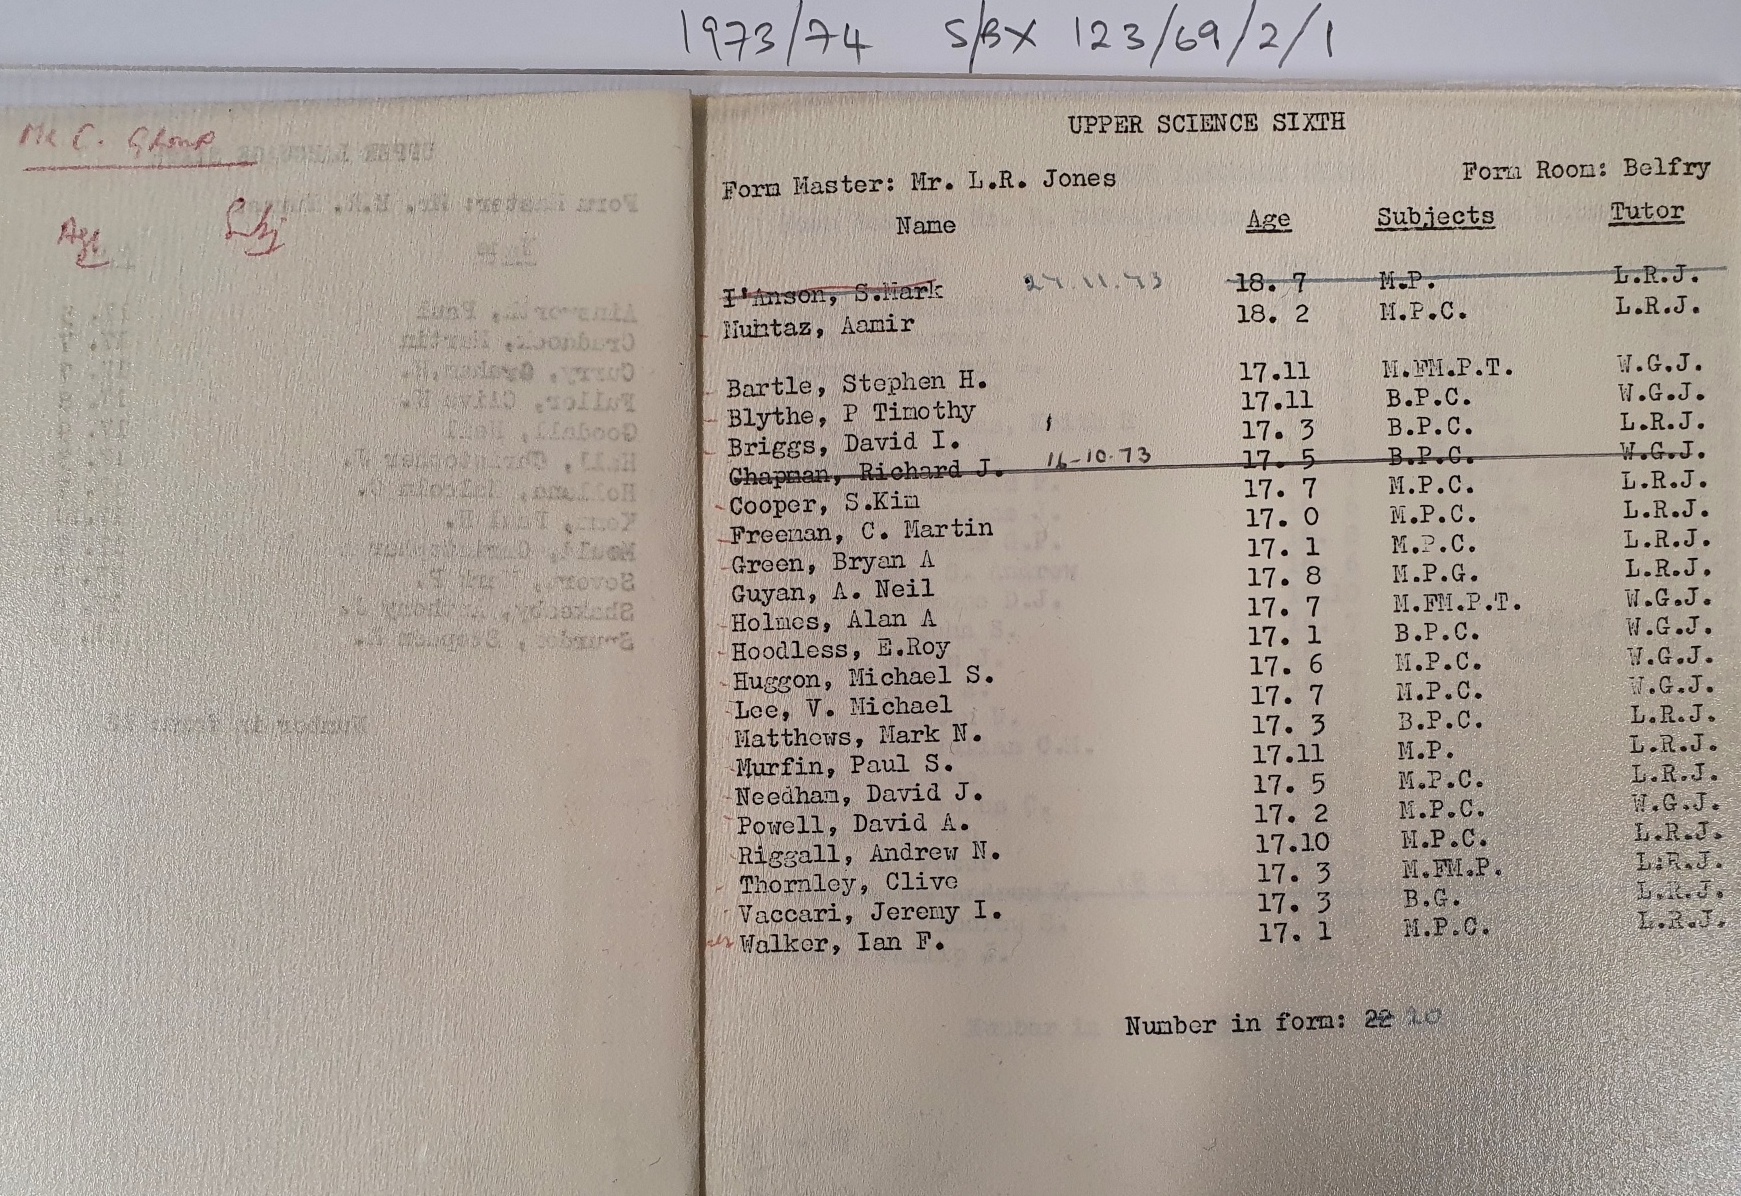 1973/74 S/BX 123/69/2/1
Mr C. Group
Age Subj
UPPER SCIENCE SIXTH
Form Master: Mr. L.R. Jones Form Room: Belfry
Name Age Subjects Tutor
I'Anson, S.Mark 27.11.73 18. 7 M.P. L.R.J.
Muhtaz, Aamir 18. 2 M.P.C. L.R.J.
Bartle, Stephen H. 17.11 M.FM.P.T. W.G.J.
Blythe, P Timothy 17.11 B.P.C. W.G.J.
Briggs, David I. 17. 3 B.P.C. L.R.J.
Chapman, Richard J. 16-10.73 17. 5 B.P.C. W.G.J.
Cooper, S.Kim 17. 7 M.P.C. L.R.J.
Freeman, C. Martin 17. 0 M.P.C. L.R.J.
Green, Bryan A 17. 1 M.P.C. L.R.J.
Guyan, A. Neil 17. 8 M.P.G. L.R.J.
Holmes, Alan A 17. 7 M.FM.P.T. W.G.J.
Hoodless, E.Roy 17. 1 B.P.C. W.G.J.
Huggon, Michael S. 17. 6 M.P.C. W.G.J.
Lee, V. Michael 17. 7 M.P.C. W.G.J.
Matthews, Mark N. 17. 3 B.P.C. L.R.J.
Murfin, Paul S. 17.11 M.P. L.R.J.
Needham, David J. 17. 5 M.P.C. L.R.J.
Powell, David A. 17. 2 M.P.C. W.G.J.
Riggall, Andrew N. 17.10 M.P.C. L.R.J.
Thornley, Clive 17. 3 M.FM.P. L.R.J.
Vaccari, Jeremy I. 17. 3 B.G. L.R.J.
Walker, Ian F. 17. 1 M.P.C. L.R.J.
Number in form: 22 20